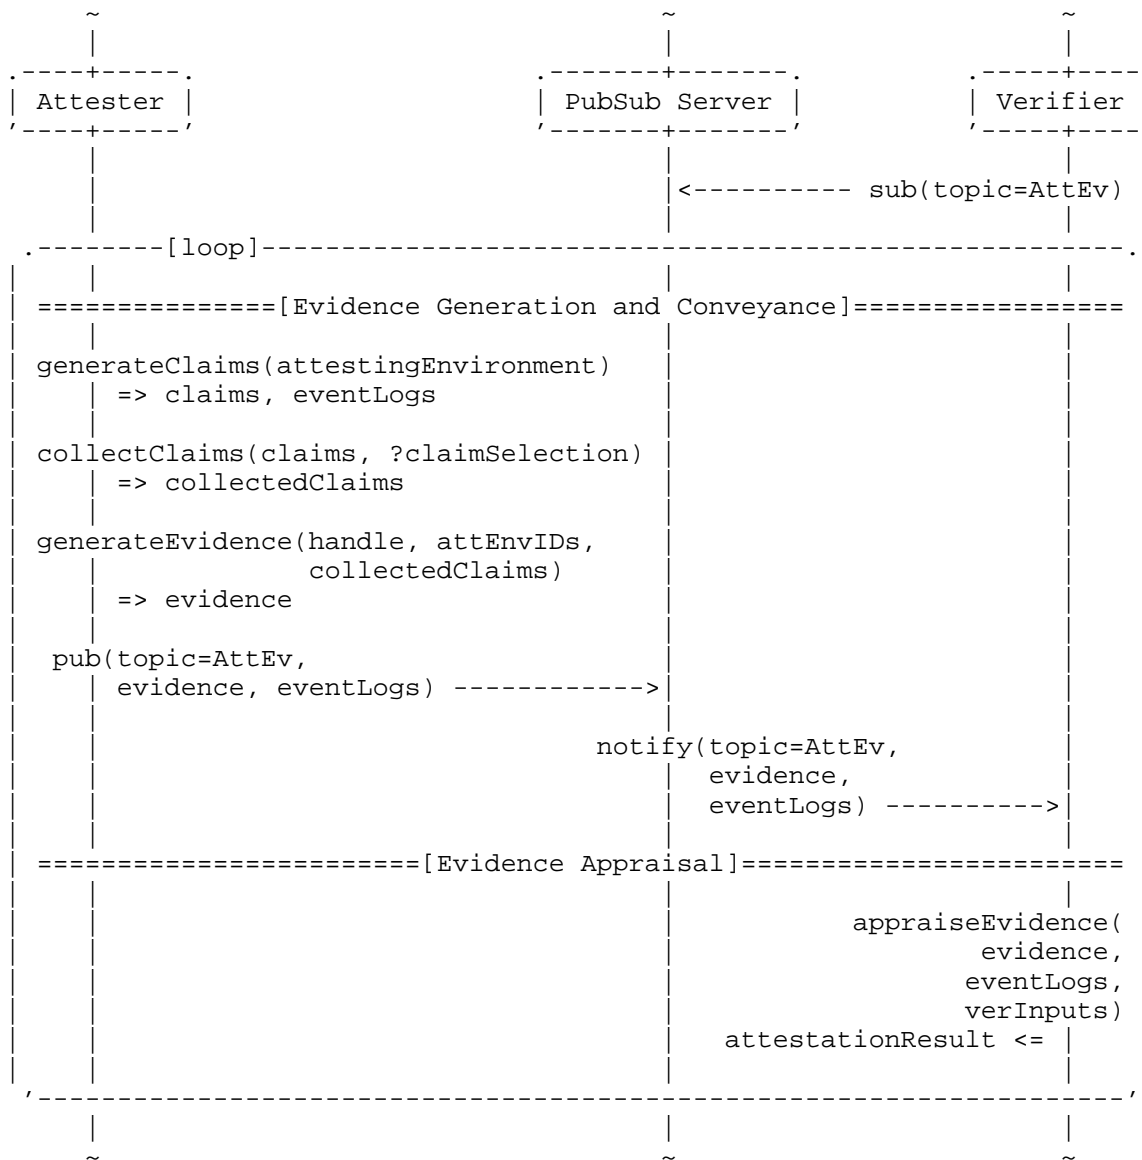 Attester PubSub Server Verifier
<---------- sub(topic=AttEv)
[loop]
[Evidence Generation and Conveyance]
generateClaims(attestingEnvironment)
=> claims, eventLogs
collectClaims(claims, ?claimSelection)
=> collectedClaims
generateEvidence(handle, attEnvIDs,
collectedClaims)
=> evidence
pub(topic=AttEv,
evidence, eventLogs) ------------>
notify(topic=AttEv,
evidence,
eventLogs) ---------->
[Evidence Appraisal]
appraiseEvidence(
evidence,
eventLogs,
verInputs)
attestationResult <=